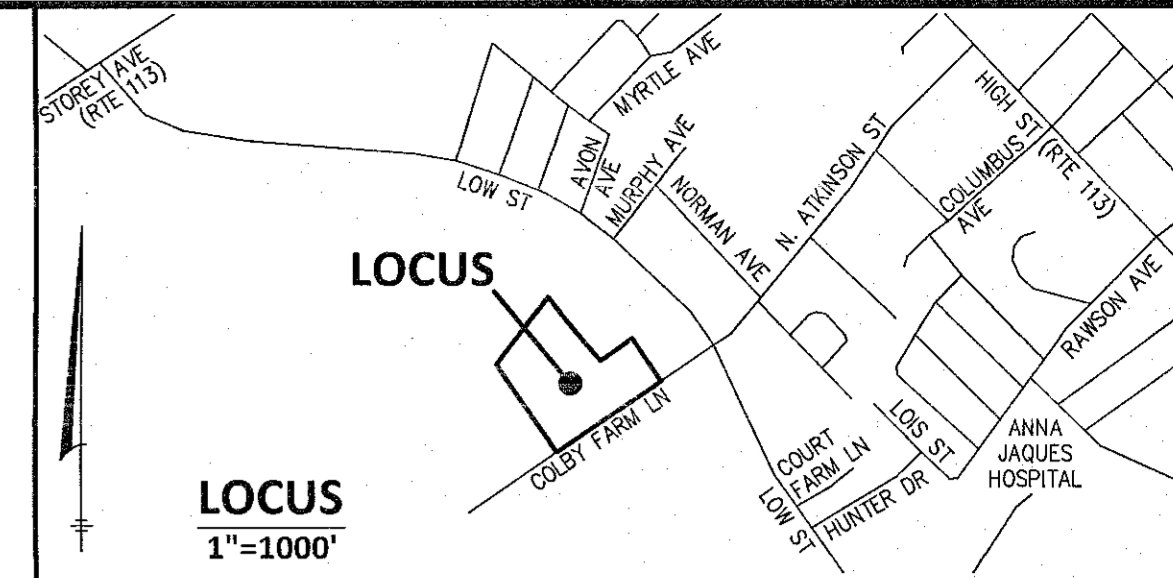 STOREY AVE
(RTE 113)
MYRTLE AVE
AVON
AVE
MURPHY AVE
LOW ST
NORMAN AVE
N. ATKINSON ST
HIGH ST (RTE 113)
COLUMBUS
AVE
RAWSON AVE
LOCUS
COLBY FARM LN
LOIS ST
COURT
FARM LN
HUNTER DR
LOW ST
ANNA
JAQUES
HOSPITAL
LOCUS
1"=1000'